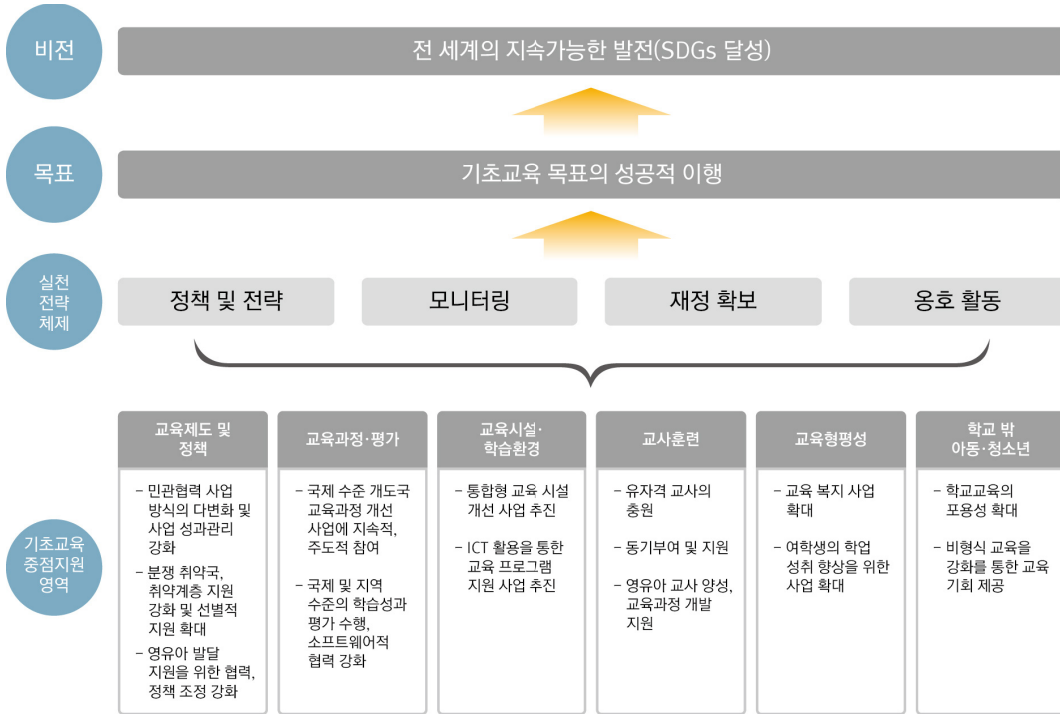 비전
전 세계의 지속가능한 발전(SDGs 달성)
목표
기초교육 목표의 성공적 이행
실천
전략
체제
정책 및 전략
모니터링
재정 확보
옹호 활동
기초교육
중점지원
영역
교육제도 및
정책
– 민관협력 사업
방식의 다변화 및
사업 성과관리
강화
– 분쟁 취약국,
취약계층 지원
강화 및 선별적
지원 확대
– 영유아 발달
지원을 위한 협력,
정책 조정 강화
교육과정·평가
– 국제 수준 개도국
교육과정 개선
사업에 지속적,
주도적 참여
– 국제 및 지역
수준의 학습성과
평가 수행,
소프트웨어적
협력 강화
교육시설·
학습환경
– 통합형 교육 시설
개선 사업 추진
– ICT 활용을 통한
교육 프로그램
지원 사업 추진
교사훈련
– 유자격 교사의
충원
– 동기부여 및 지원
– 영유아 교사 양성,
교육과정 개발
지원
교육형평성
– 교육 복지 사업
확대
– 여학생의 학업
성취 향상을 위한
사업 확대
학교 밖
아동·청소년
– 학교교육의
포용성 확대
– 비형식 교육을
강화를 통한 교육
기회 제공